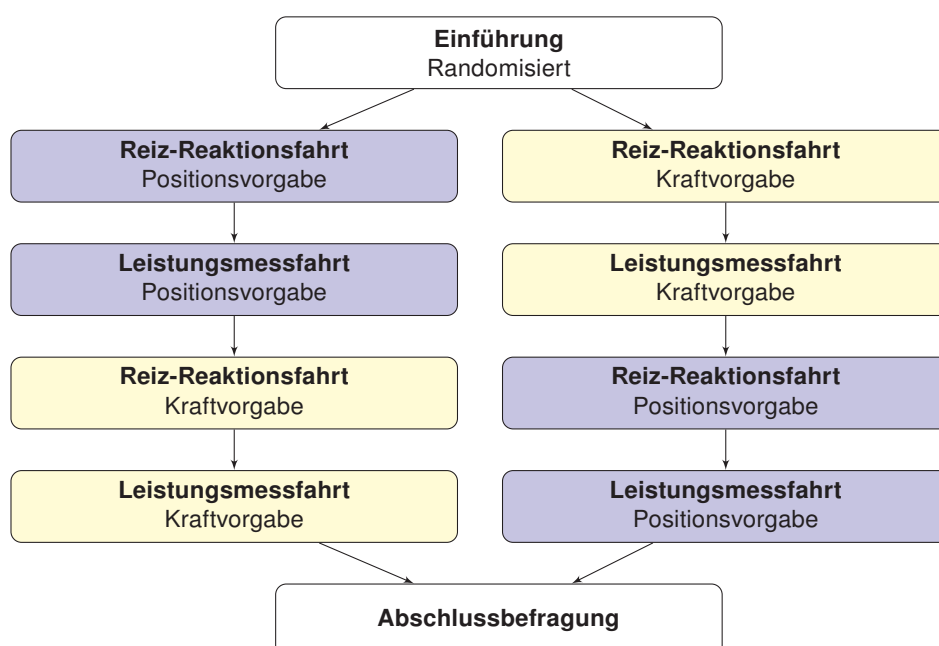 Einführung
Randomisiert
Reiz-Reaktionsfahrt
Positionsvorgabe
Reiz-Reaktionsfahrt
Kraftvorgabe
Leistungsmessfahrt
Positionsvorgabe
Leistungsmessfahrt
Kraftvorgabe
Reiz-Reaktionsfahrt
Kraftvorgabe
Reiz-Reaktionsfahrt
Positionsvorgabe
Leistungsmessfahrt
Kraftvorgabe
Leistungsmessfahrt
Positionsvorgabe
Abschlussbefragung